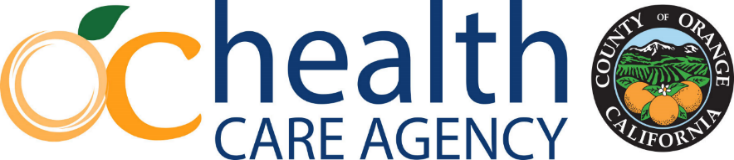 oc health
CARE AGENCY
COUNTY OF ORANGE
CALIFORNIA